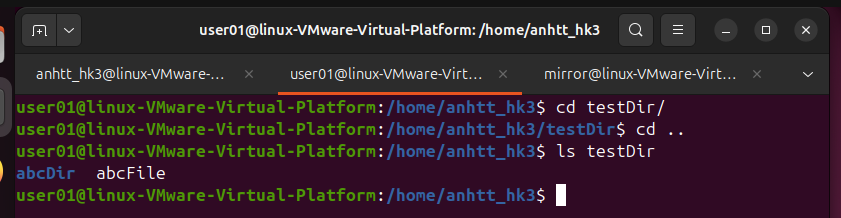 user01@linux-VMware-Virtual-Platform: /home/anhtt_hk3
anhtt_hk3@linux-VMware-... user01@linux-VMware-Virt... mirror@linux-VMware-Virt...
user01@linux-VMware-Virtual-Platform:/home/anhtt_hk3$ cd testDir/
user01@linux-VMware-Virtual-Platform:/home/anhtt_hk3/testDir$ cd ..
user01@linux-VMware-Virtual-Platform:/home/anhtt_hk3$ ls testDir
abcDir  abcFile
user01@linux-VMware-Virtual-Platform:/home/anhtt_hk3$